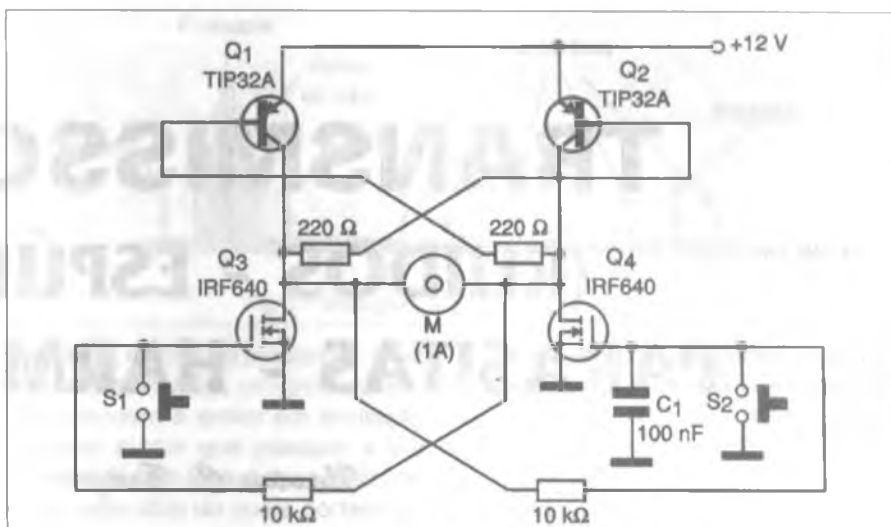 +12 V
Q1
TIP32A
Q2
TIP32A
220 Ω
220 Ω
Q3
IRF640
Q4
IRF640
M
(1A)
S1
C1
100 nF
S2
10 kΩ
10 kΩ